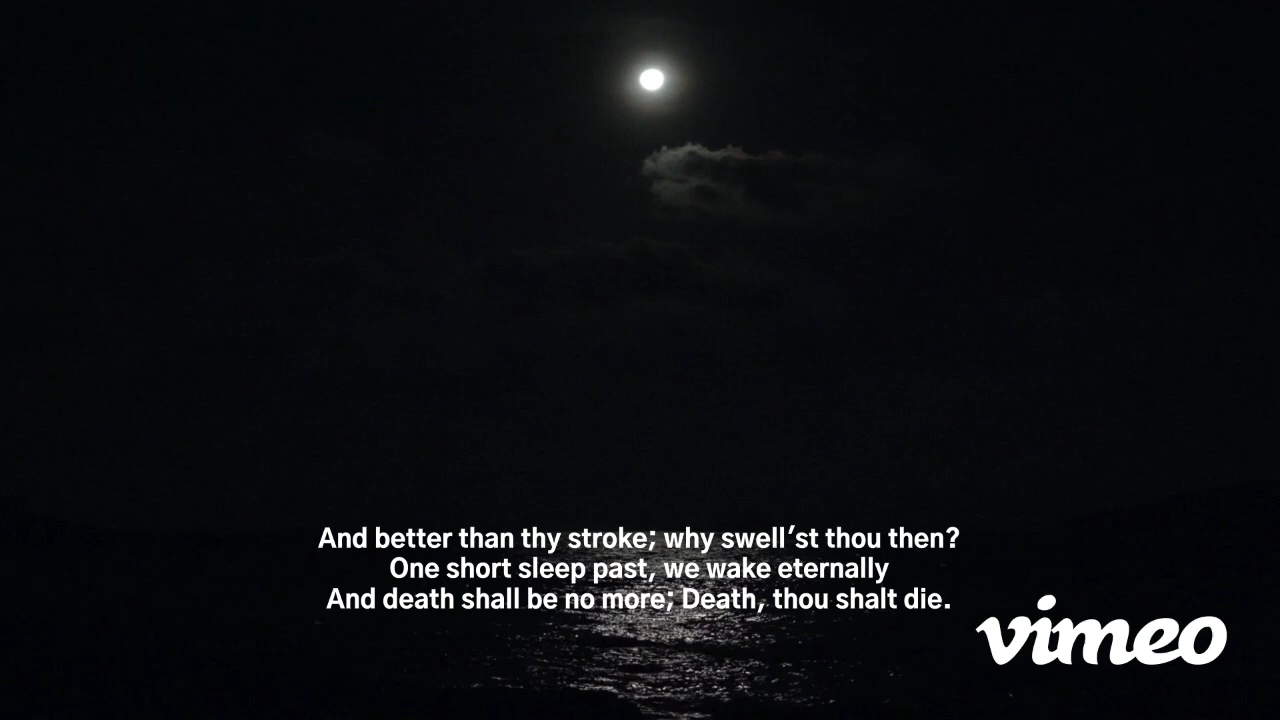 And better than thy stroke; why swell'st thou then?
One short sleep past, we wake eternally
And death shall be no more; Death, thou shalt die.
vimeo